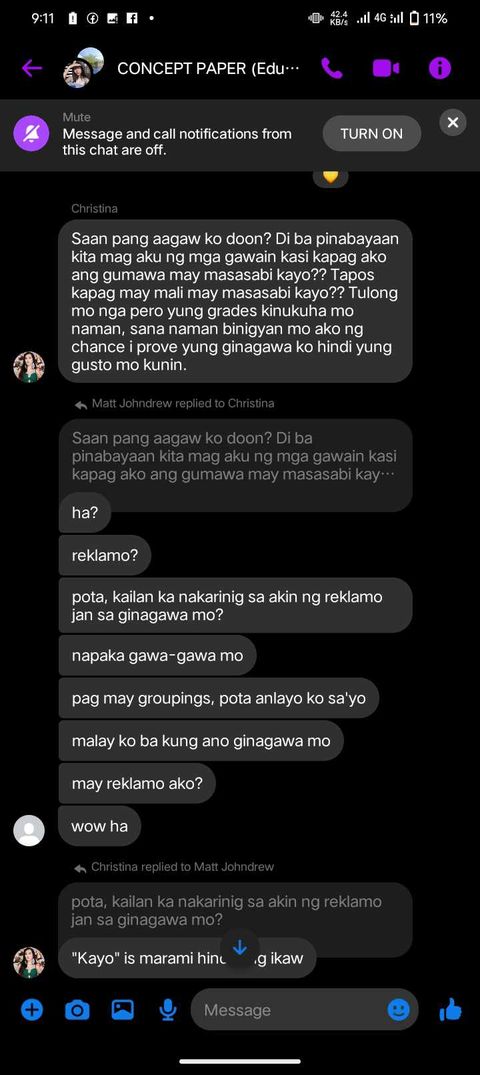 9:11
42.4
KB/s
4G
11%
CONCEPT PAPER (Edu···
Mute
Message and call notifications from
this chat are off.
TURN ON
Christina
Saan pang aagaw ko doon? Di ba pinabayaan
kita mag aku ng mga gawain kasi kapag ako
ang gumawa may masasabi kayo?? Tapos
kapag may mali may masasabi kayo?? Tulong
mo nga pero yung grades kinukuha mo
naman, sana naman binigyan mo ako ng
chance i prove yung ginagawa ko hindi yung
gusto mo kunin.
Matt Johndrew replied to Christina
Saan pang aagaw ko doon? Di ba
pinabayaan kita mag aku ng mga gawain kasi
kapag ako ang gumawa may masasabi kay···
ha?
reklamo?
pota, kailan ka nakarinig sa akin ng reklamo
jan sa ginagawa mo?
napaka gawa-gawa mo
pag may groupings, pota anlayo ko sa'yo
malay ko ba kung ano ginagawa mo
may reklamo ako?
wow ha
Christina replied to Matt Johndrew
pota, kailan ka nakarinig sa akin ng reklamo
jan sa ginagawa mo?
"Kayo" is marami ikaw
Message